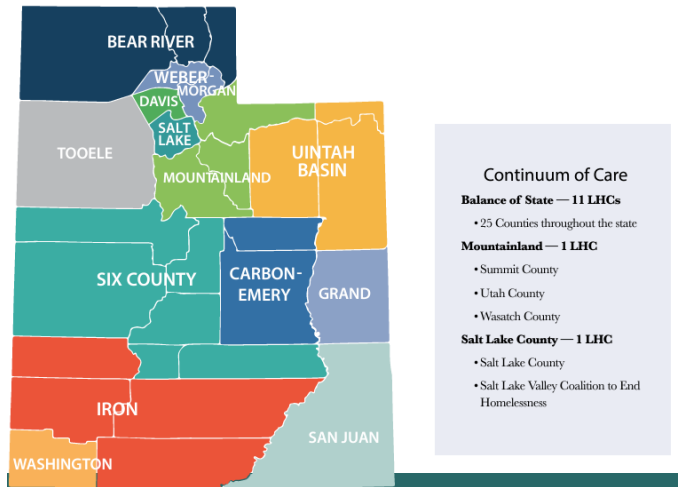 BEAR RIVER
WEBER-
MORGAN
DAVIS
SALT
LAKE
TOOELE
MOUNTAINLAND
UINTAH
BASIN
SIX COUNTY
CARBON-
EMERY
GRAND
IRON
SAN JUAN
WASHINGTON
Continuum of Care
Balance of State — 11 LHCs
• 25 Counties throughout the state
Mountainland — 1 LHC
• Summit County
• Utah County
• Wasatch County
Salt Lake County — 1 LHC
• Salt Lake County
• Salt Lake Valley Coalition to End
Homelessness